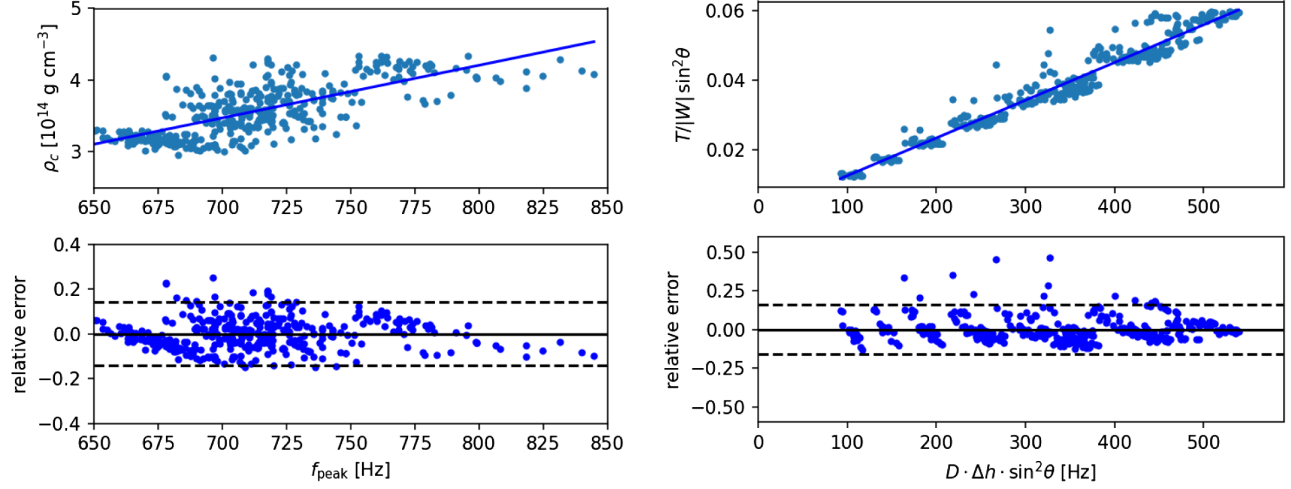 5
4
3
ρc [10^14 g cm^−3]
650 675 700 725 750 775 800 825 850
0.4
0.2
0.0
−0.2
−0.4
relative error
650 675 700 725 750 775 800 825 850
fpeak [Hz]
0.06
0.04
0.02
T/|W| sin²θ
0 100 200 300 400 500
0.50
0.25
0.00
−0.25
−0.50
relative error
0 100 200 300 400 500
D · Δh · sin²θ [Hz]